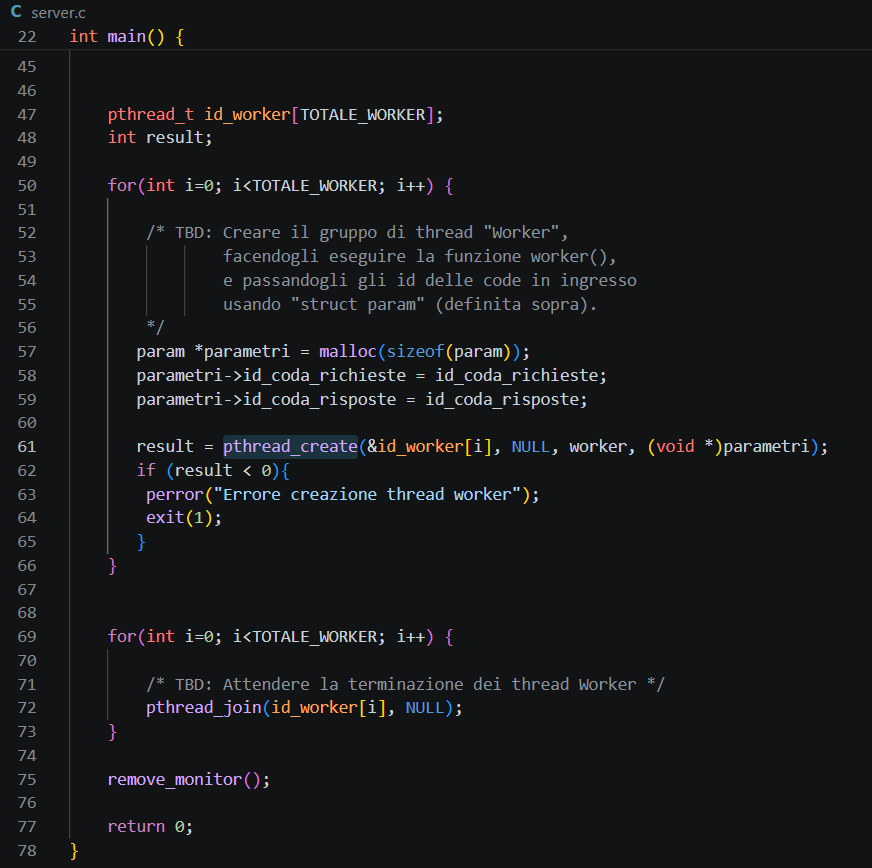 C server.c
22 int main() {
45
46
47 pthread_t id_worker[TOTALE_WORKER];
48 int result;
49
50 for(int i=0; i<TOTALE_WORKER; i++) {
51
52 /* TBD: Creare il gruppo di thread "Worker",
53 facendogli eseguire la funzione worker(),
54 e passandogli gli id delle code in ingresso
55 usando "struct param" (definita sopra).
56 */
57 param *parametri = malloc(sizeof(param));
58 parametri->id_coda_richieste = id_coda_richieste;
59 parametri->id_coda_risposte = id_coda_risposte;
60
61 result = pthread_create(&id_worker[i], NULL, worker, (void *)parametri);
62 if (result < 0){
63 perror("Errore creazione thread worker");
64 exit(1);
65 }
66 }
67
68
69 for(int i=0; i<TOTALE_WORKER; i++) {
70
71 /* TBD: Attendere la terminazione dei thread Worker */
72 pthread_join(id_worker[i], NULL);
73 }
74
75 remove_monitor();
76
77 return 0;
78 }